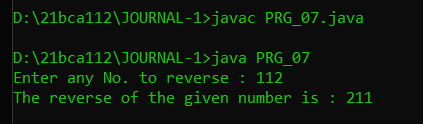 D:\21bca112\JOURNAL-1>javac PRG_07.java
D:\21bca112\JOURNAL-1>java PRG_07
Enter any No. to reverse : 112
The reverse of the given number is : 211